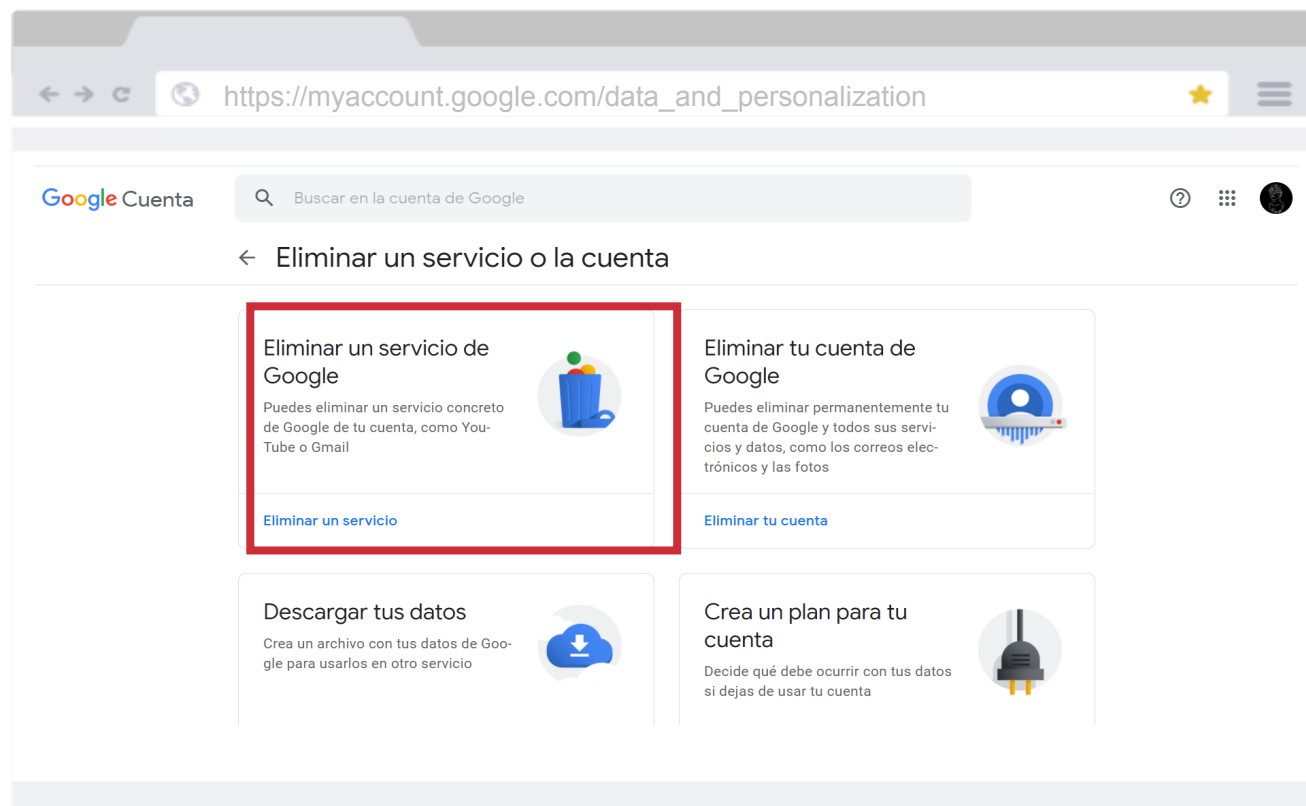 https://myaccount.google.com/data_and_personalization
Google Cuenta
Buscar en la cuenta de Google
Eliminar un servicio o la cuenta
Eliminar un servicio de
Google
Puedes eliminar un servicio concreto
de Google de tu cuenta, como You-
Tube o Gmail
Eliminar un servicio
Eliminar tu cuenta de
Google
Puedes eliminar permanentemente tu
cuenta de Google y todos sus servi-
cios y datos, como los correos elec-
trónicos y las fotos
Eliminar tu cuenta
Descargar tus datos
Crea un archivo con tus datos de Goo-
gle para usarlos en otro servicio
Crea un plan para tu
cuenta
Decide qué debe ocurrir con tus datos
si dejas de usar tu cuenta